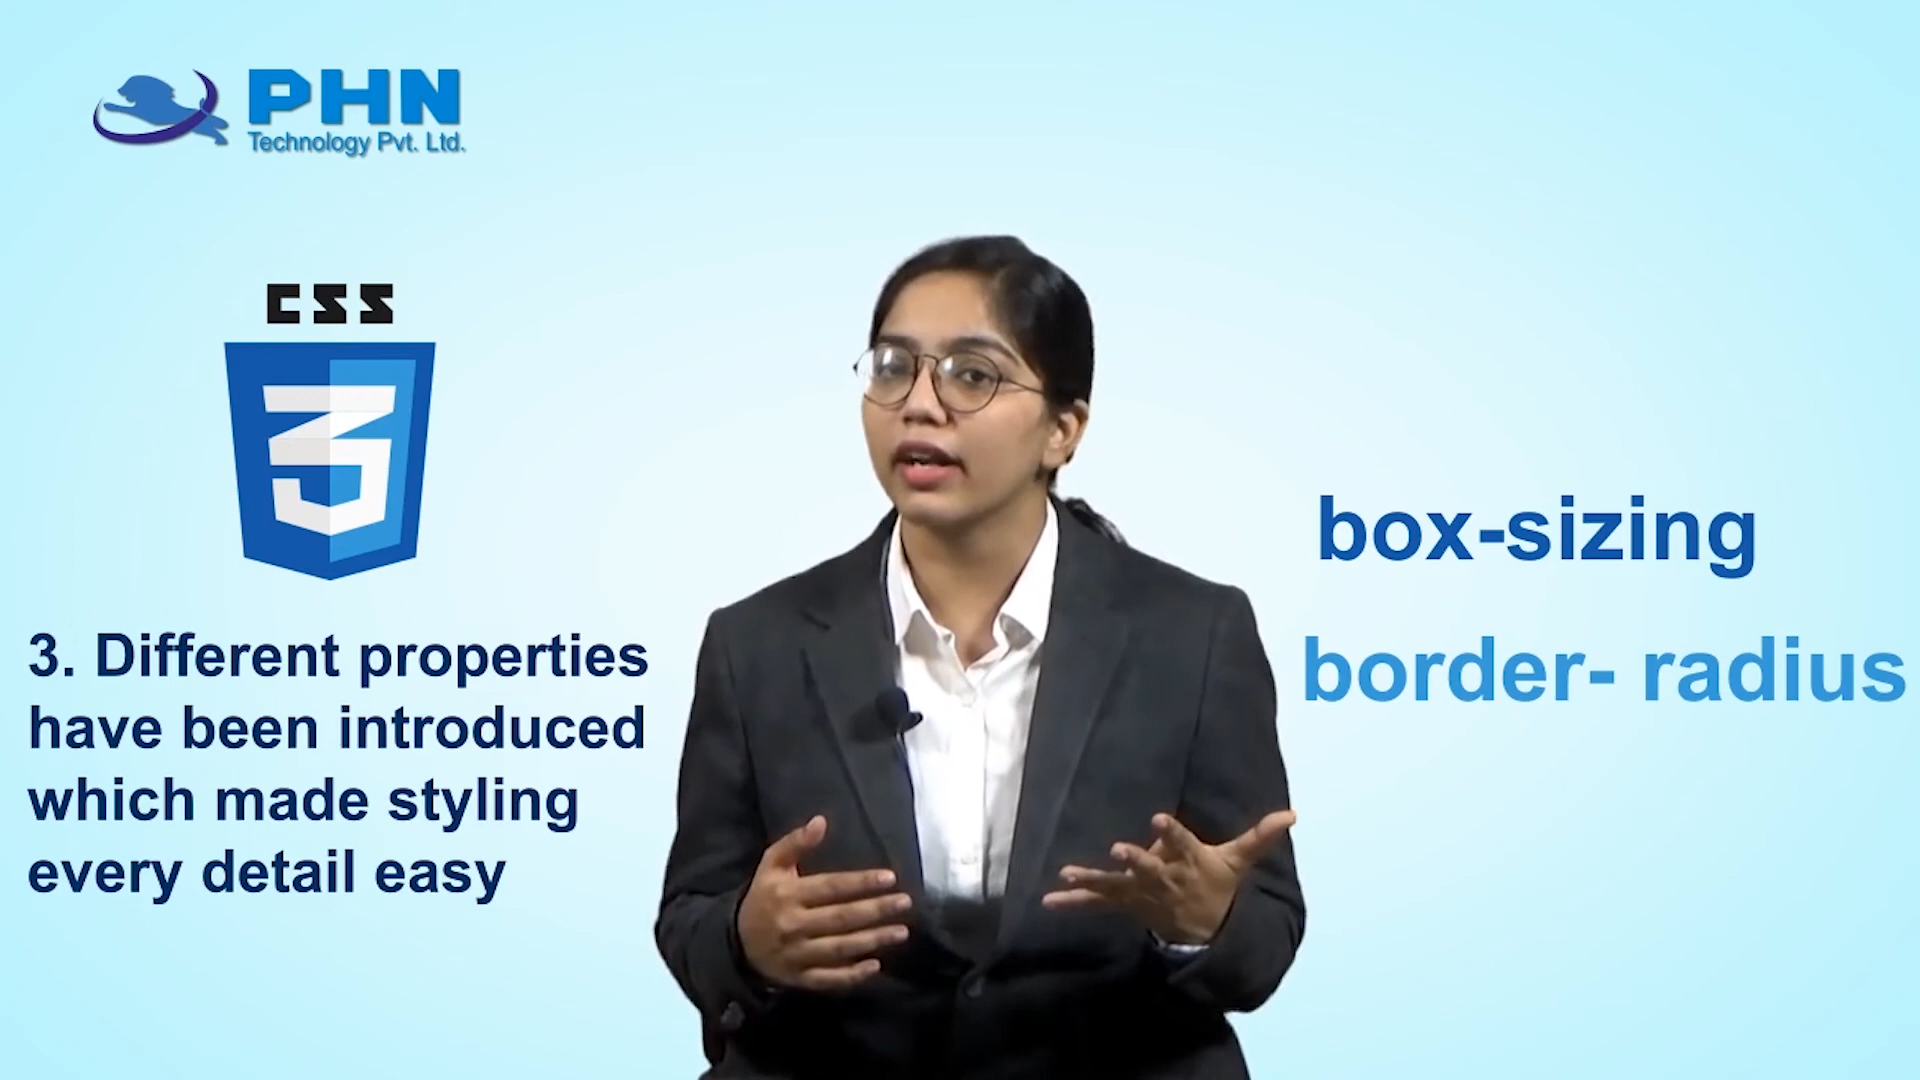 PHN
Technology Pvt. Ltd.
CSS
3
3. Different properties
have been introduced
which made styling
every detail easy
box-sizing
border- radius